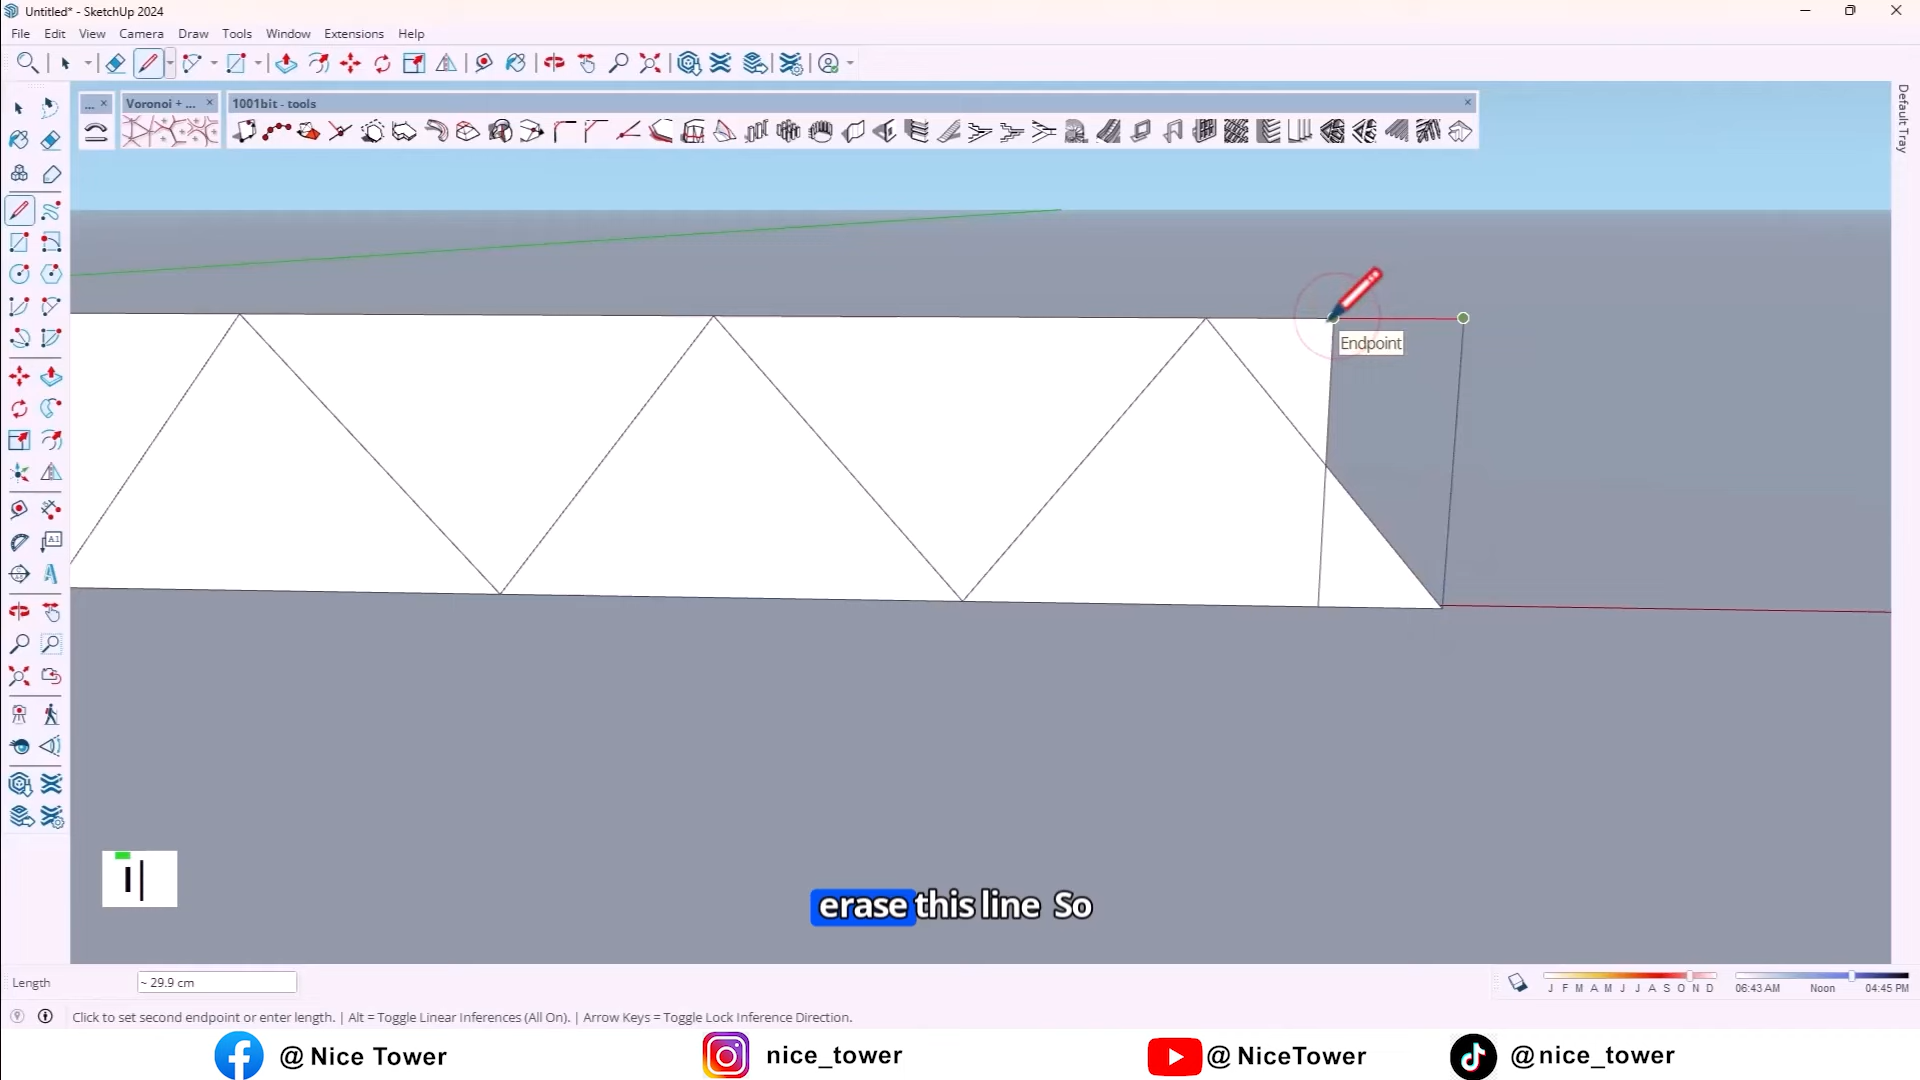 Untitled* - SketchUp 2024
File Edit View Camera Draw Tools Window Extensions Help
... Voronoi + ... 1001bit - tools
Default Tray
A1
Endpoint
I
erase this line So
Length ~ 29.9 cm
J F M A M J J A S O N D 06:43 AM Noon 04:45 PM
Click to set second endpoint or enter length. | Alt = Toggle Linear Inferences (All On). | Arrow Keys = Toggle Lock Inference Direction.
@ Nice Tower nice_tower @ NiceTower @nice_tower